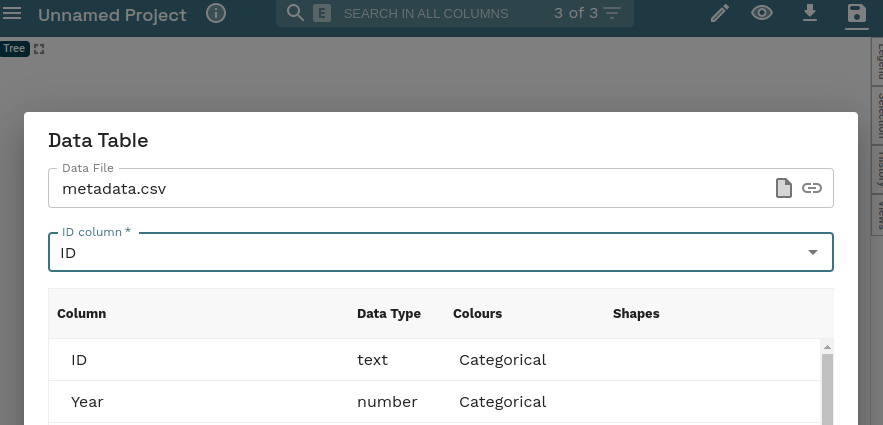 Unnamed Project
E SEARCH IN ALL COLUMNS 3 of 3
Tree
Legend
Selection
History
Views
Data Table
Data File
metadata.csv
ID column *
ID
Column Data Type Colours Shapes
ID text Categorical
Year number Categorical